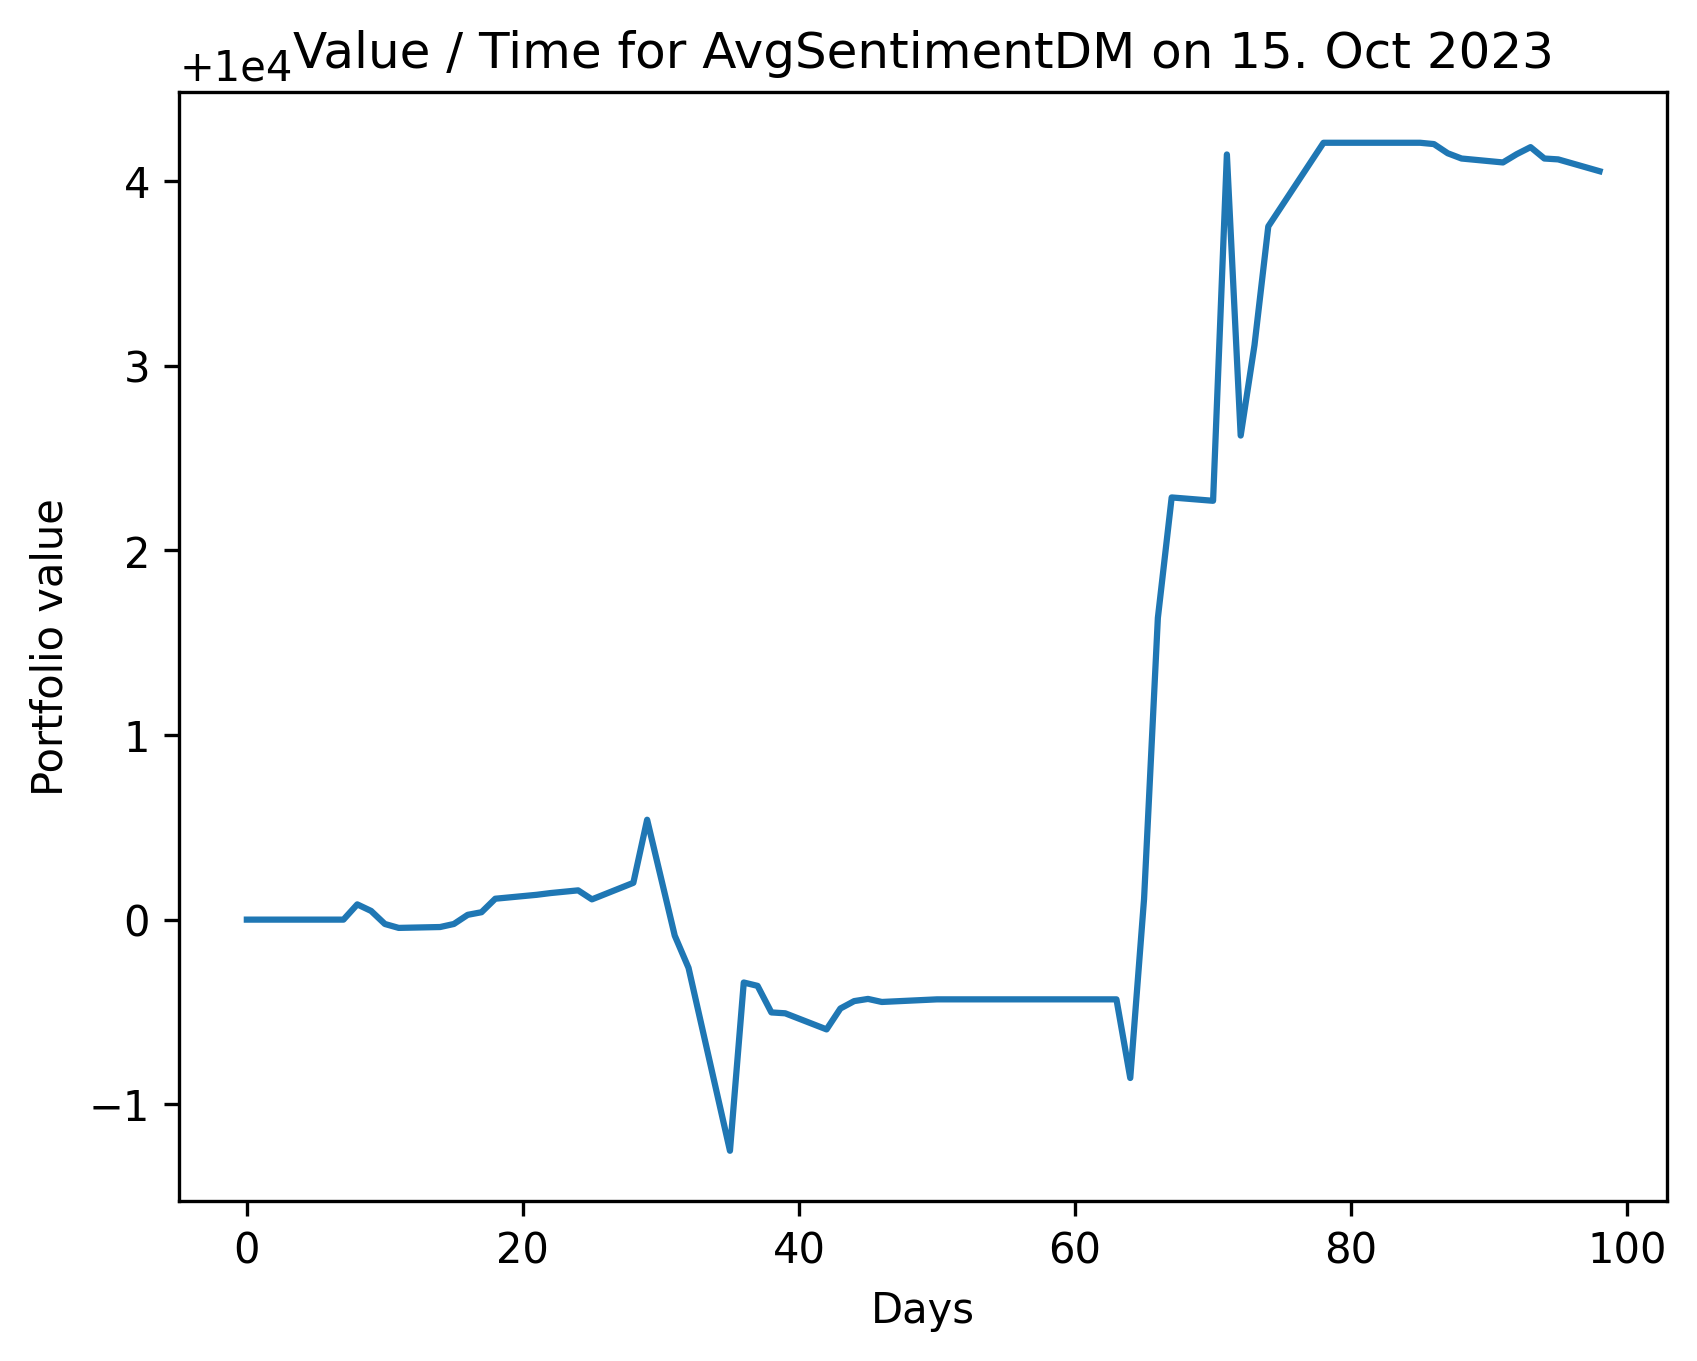 Value / Time for AvgSentimentDM on 15. Oct 2023
+1e4
4
3
2
1
0
−1
Portfolio value
0 20 40 60 80 100
Days